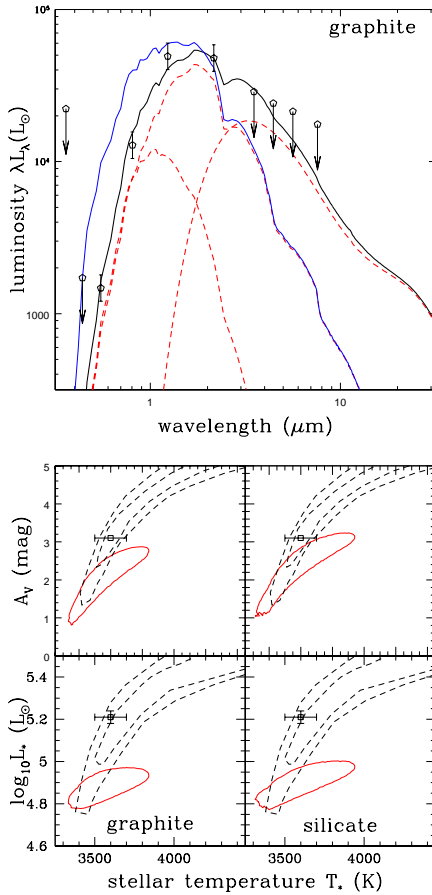 10⁵
graphite
10⁴
1000
luminosity λL_λ(L_⊙)
1
10
wavelength (μm)
5
4
3
2
1
0
A_V (mag)
5.4
5.2
5
4.8
4.6
log₁₀L_* (L_⊙)
graphite
silicate
3500
4000
3500
4000
stellar temperature T_* (K)